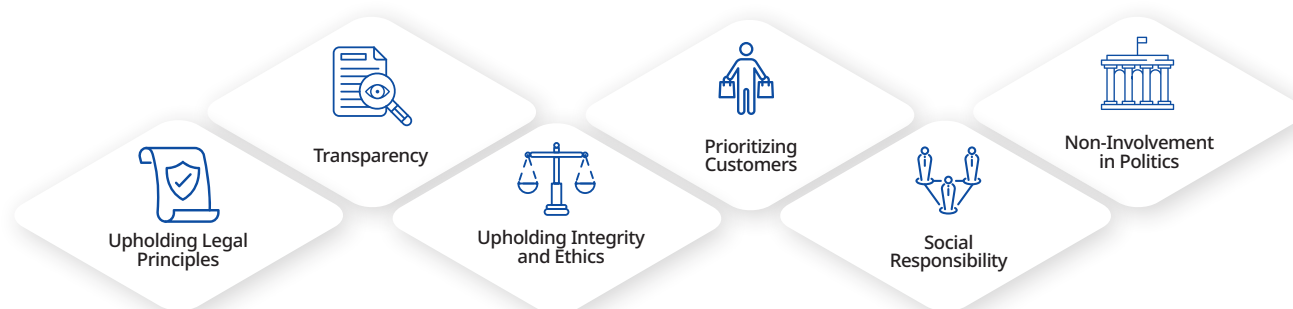 Upholding Legal
Principles
Transparency
Upholding Integrity
and Ethics
Prioritizing
Customers
Social
Responsibility
Non-Involvement
in Politics